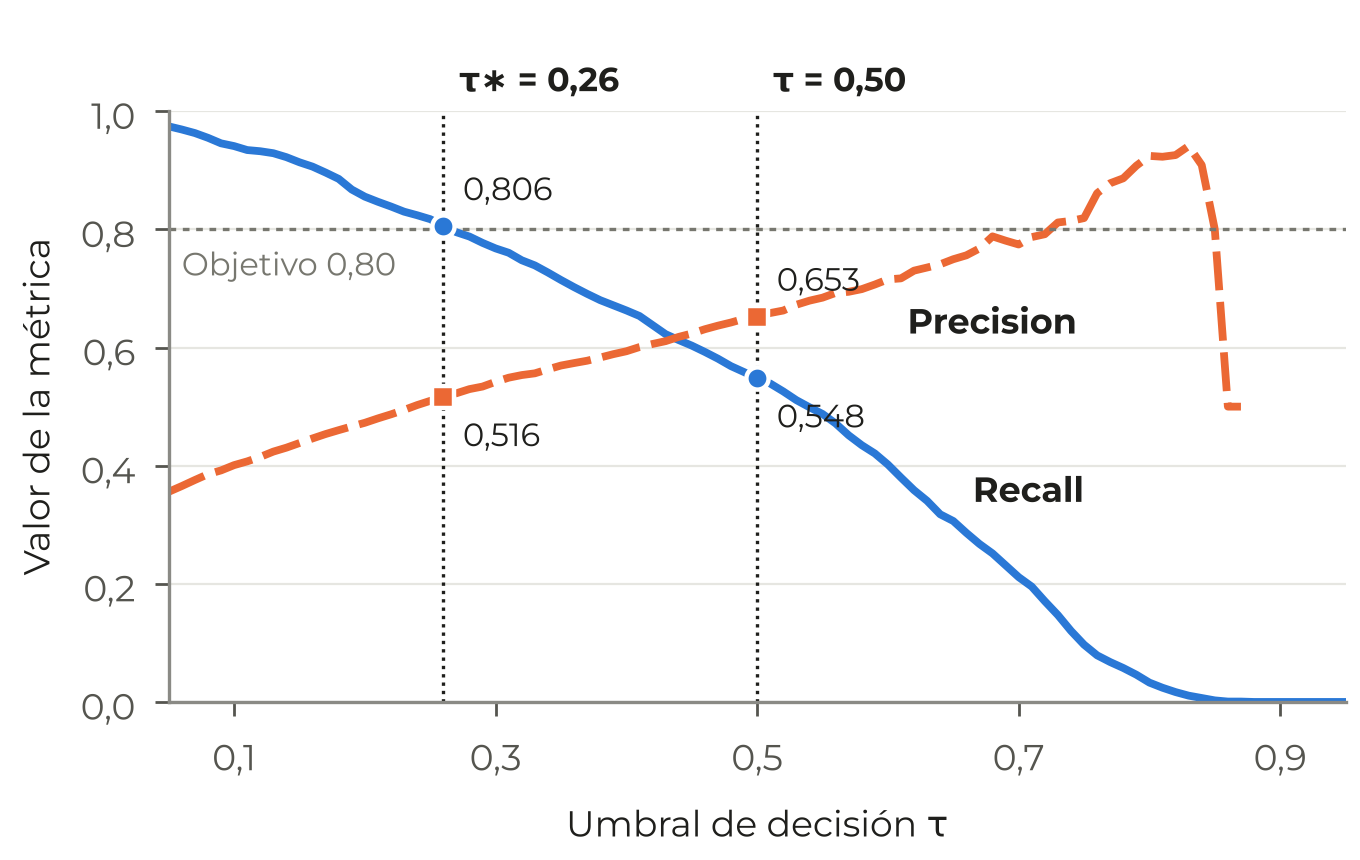 τ∗ = 0,26
τ = 0,50
1,0
0,806
0,8
Objetivo 0,80
0,653
Precision
0,6
0,516
0,548
0,4
Recall
0,2
0,0
Valor de la métrica
0,1
0,3
0,5
0,7
0,9
Umbral de decisión τ